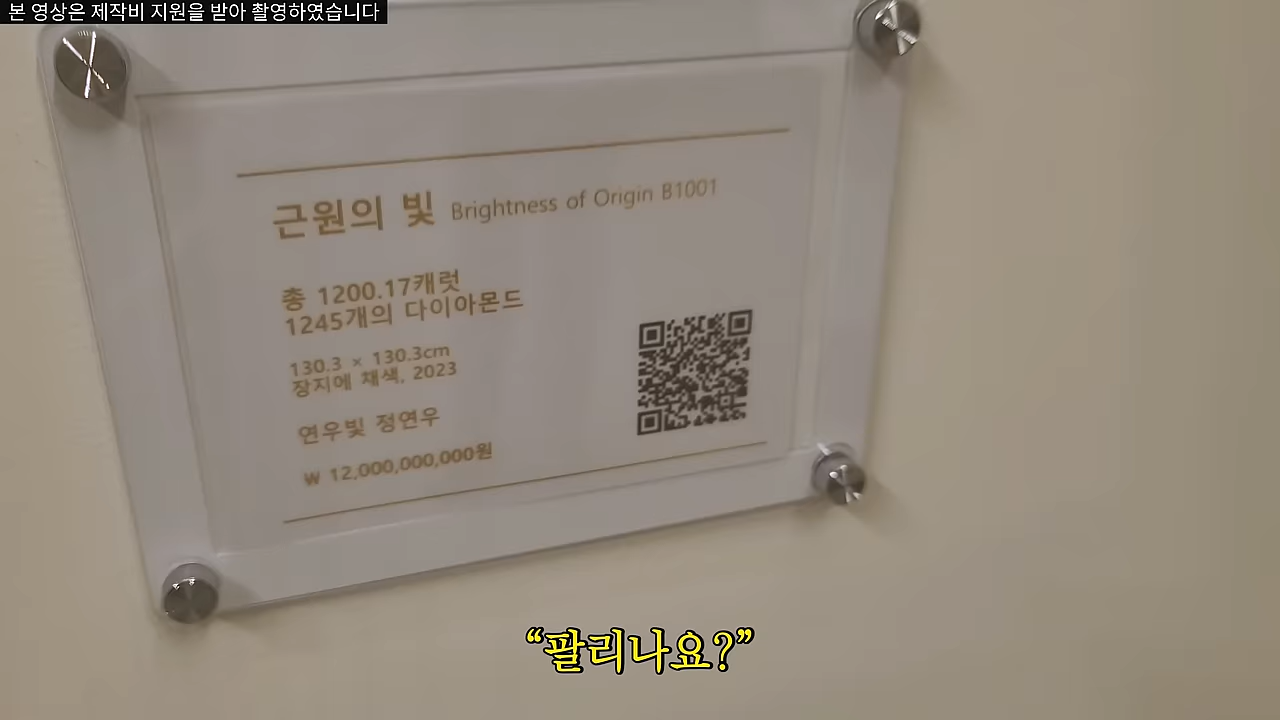 본 영상은 제작비 지원을 받아 촬영하였습니다
근원의 빛 Brightness of Origin B1001
총 1200.17캐럿
1245개의 다이아몬드
130.3 × 130.3cm
장지에 채색, 2023
연우빛 정연우
₩ 12,000,000,000원
“팔리나요?”